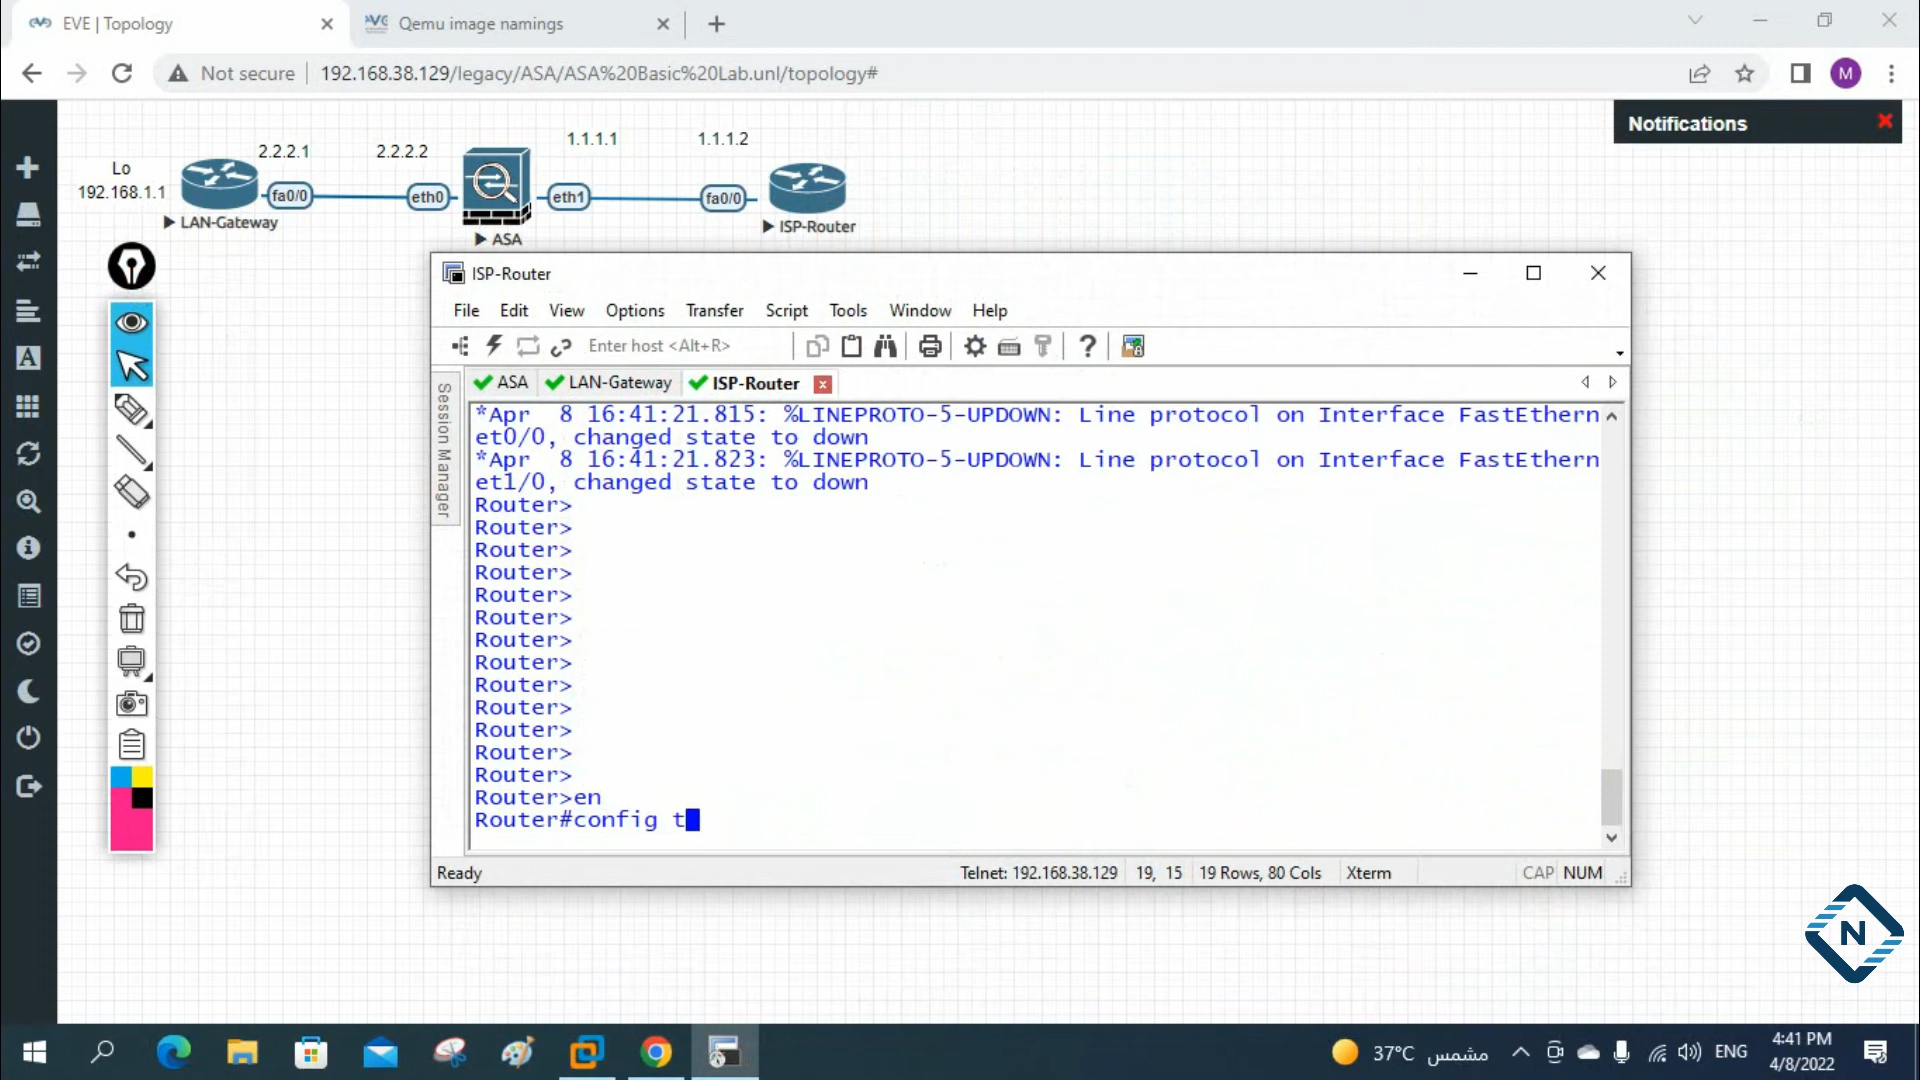 EVE | Topology
Qemu image namings
Not secure
192.168.38.129/legacy/ASA/ASA%20Basic%20Lab.unl/topology#
M
Notifications
1.1.1.1
1.1.1.2
2.2.2.1
2.2.2.2
Lo
192.168.1.1
fa0/0
eth0
eth1
fa0/0
LAN-Gateway
ISP-Router
ASA
ISP-Router
File Edit View Options Transfer Script Tools Window Help
Enter host <Alt+R>
Session Manager
ASA
LAN-Gateway
ISP-Router
*Apr  8 16:41:21.815: %LINEPROTO-5-UPDOWN: Line protocol on Interface FastEthern
et0/0, changed state to down
*Apr  8 16:41:21.823: %LINEPROTO-5-UPDOWN: Line protocol on Interface FastEthern
et1/0, changed state to down
Router>
Router>
Router>
Router>
Router>
Router>
Router>
Router>
Router>
Router>
Router>
Router>
Router>
Router>en
Router#config t
Ready
Telnet: 192.168.38.129
19, 15
19 Rows, 80 Cols
Xterm
CAP NUM
N
37°C مشمس
ENG
4:41 PM
4/8/2022